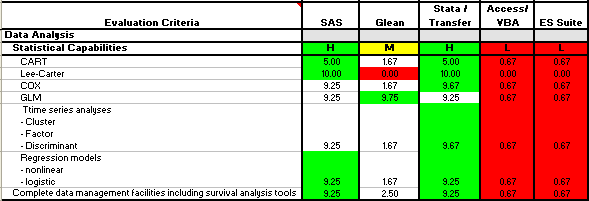 Evaluation Criteria SAS Glean Stata / Transfer Access/ VBA ES Suite
Data Analysis
Statistical Capabilities H M H L L
CART 5.00 1.67 5.00 0.67 0.67
Lee-Carter 10.00 0.00 10.00 0.00 0.00
COX 9.25 1.67 9.67 0.67 0.67
GLM 9.25 9.75 9.25 0.67 0.67
Ttime series analyses
- Cluster
- Factor
- Discriminant 9.25 1.67 9.67 0.67 0.67
Regression models
- nonlinear
- logistic 9.25 1.67 9.25 0.67 0.67
Complete data management facilities including survival analysis tools 9.25 2.50 9.25 0.67 0.67